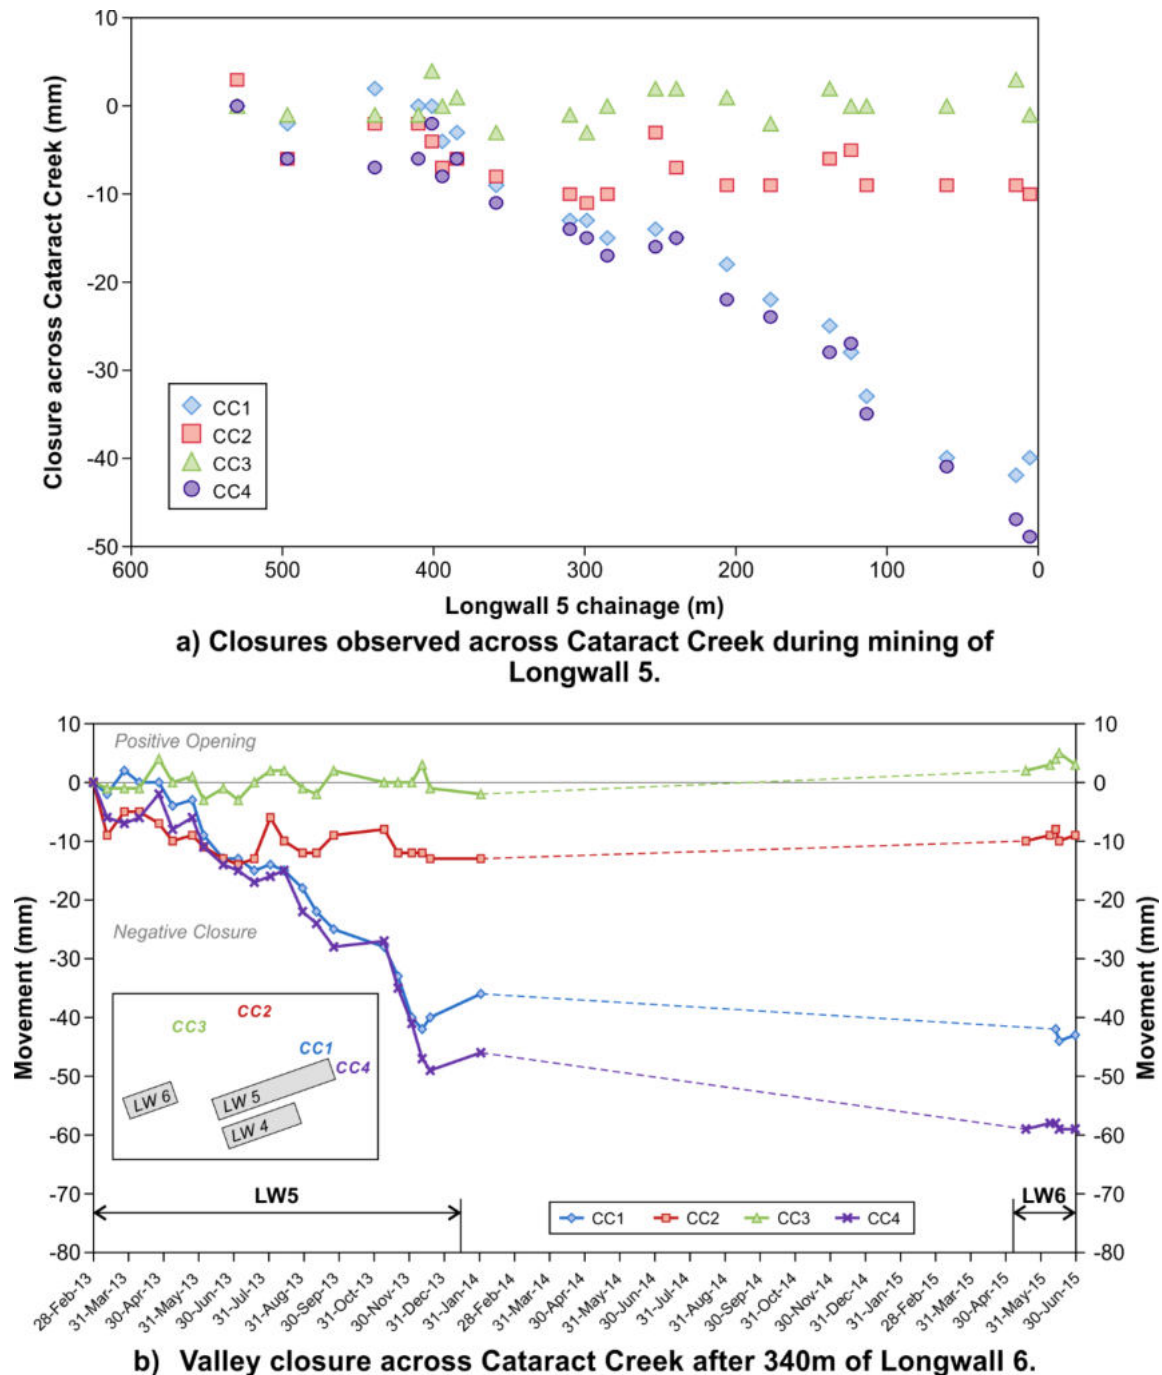 10
0
-10
-20
-30
-40
-50
Closure across Cataract Creek (mm)
CC1
CC2
CC3
CC4
600 500 400 300 200 100 0
Longwall 5 chainage (m)
a) Closures observed across Cataract Creek during mining of
Longwall 5.
10
0
-10
-20
-30
-40
-50
-60
-70
-80
Movement (mm)
Positive Opening
Negative Closure
CC2
CC3
CC1
CC4
LW 6
LW 5
LW 4
LW5
LW6
CC1 CC2 CC3 CC4
10
0
-10
-20
-30
-40
-50
-60
-70
-80
Movement (mm)
28-Feb-13
31-Mar-13
30-Apr-13
31-May-13
30-Jun-13
31-Jul-13
31-Aug-13
30-Sep-13
31-Oct-13
30-Nov-13
31-Dec-13
31-Jan-14
28-Feb-14
31-Mar-14
30-Apr-14
31-May-14
30-Jun-14
31-Jul-14
31-Aug-14
30-Sep-14
31-Oct-14
30-Nov-14
31-Dec-14
31-Jan-15
28-Feb-15
31-Mar-15
30-Apr-15
31-May-15
30-Jun-15
b) Valley closure across Cataract Creek after 340m of Longwall 6.